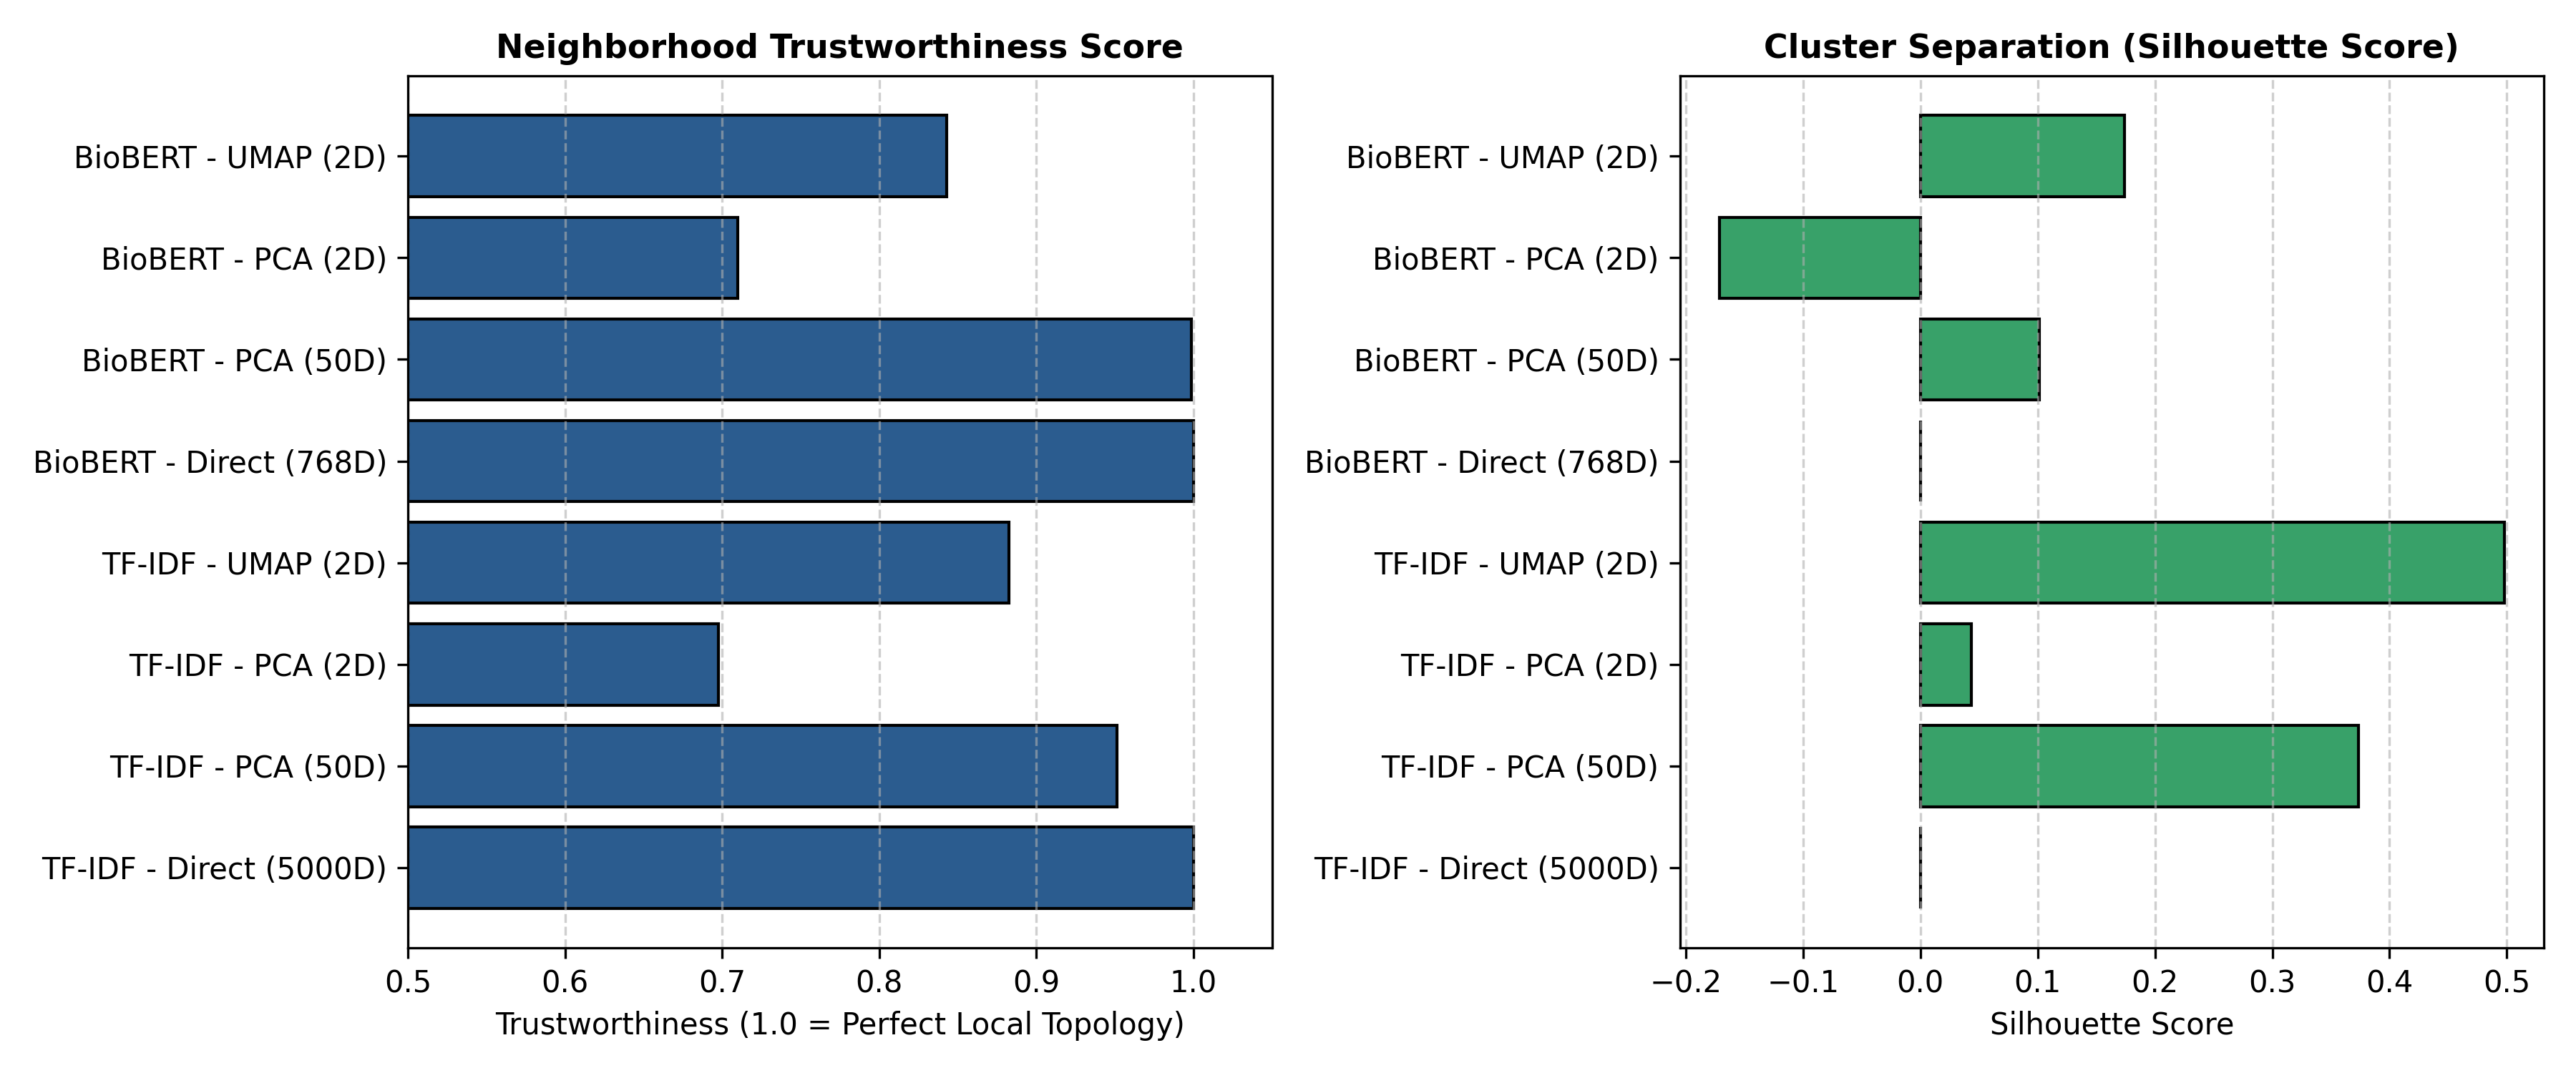 Neighborhood Trustworthiness Score
BioBERT - UMAP (2D)
BioBERT - PCA (2D)
BioBERT - PCA (50D)
BioBERT - Direct (768D)
TF-IDF - UMAP (2D)
TF-IDF - PCA (2D)
TF-IDF - PCA (50D)
TF-IDF - Direct (5000D)
0.5 0.6 0.7 0.8 0.9 1.0
Trustworthiness (1.0 = Perfect Local Topology)
Cluster Separation (Silhouette Score)
BioBERT - UMAP (2D)
BioBERT - PCA (2D)
BioBERT - PCA (50D)
BioBERT - Direct (768D)
TF-IDF - UMAP (2D)
TF-IDF - PCA (2D)
TF-IDF - PCA (50D)
TF-IDF - Direct (5000D)
−0.2 −0.1 0.0 0.1 0.2 0.3 0.4 0.5
Silhouette Score